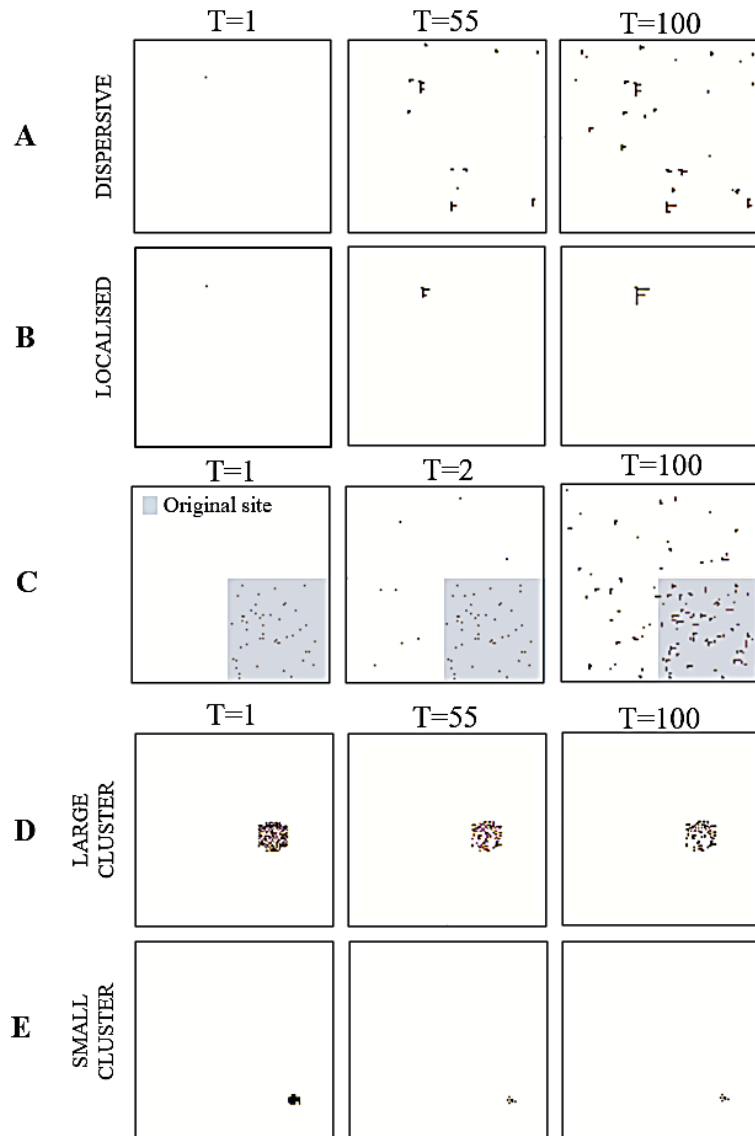 T=1 T=55 T=100
A DISPERSIVE
B LOCALISED
T=1 T=2 T=100
Original site
C
T=1 T=55 T=100
D LARGE
CLUSTER
E SMALL
CLUSTER